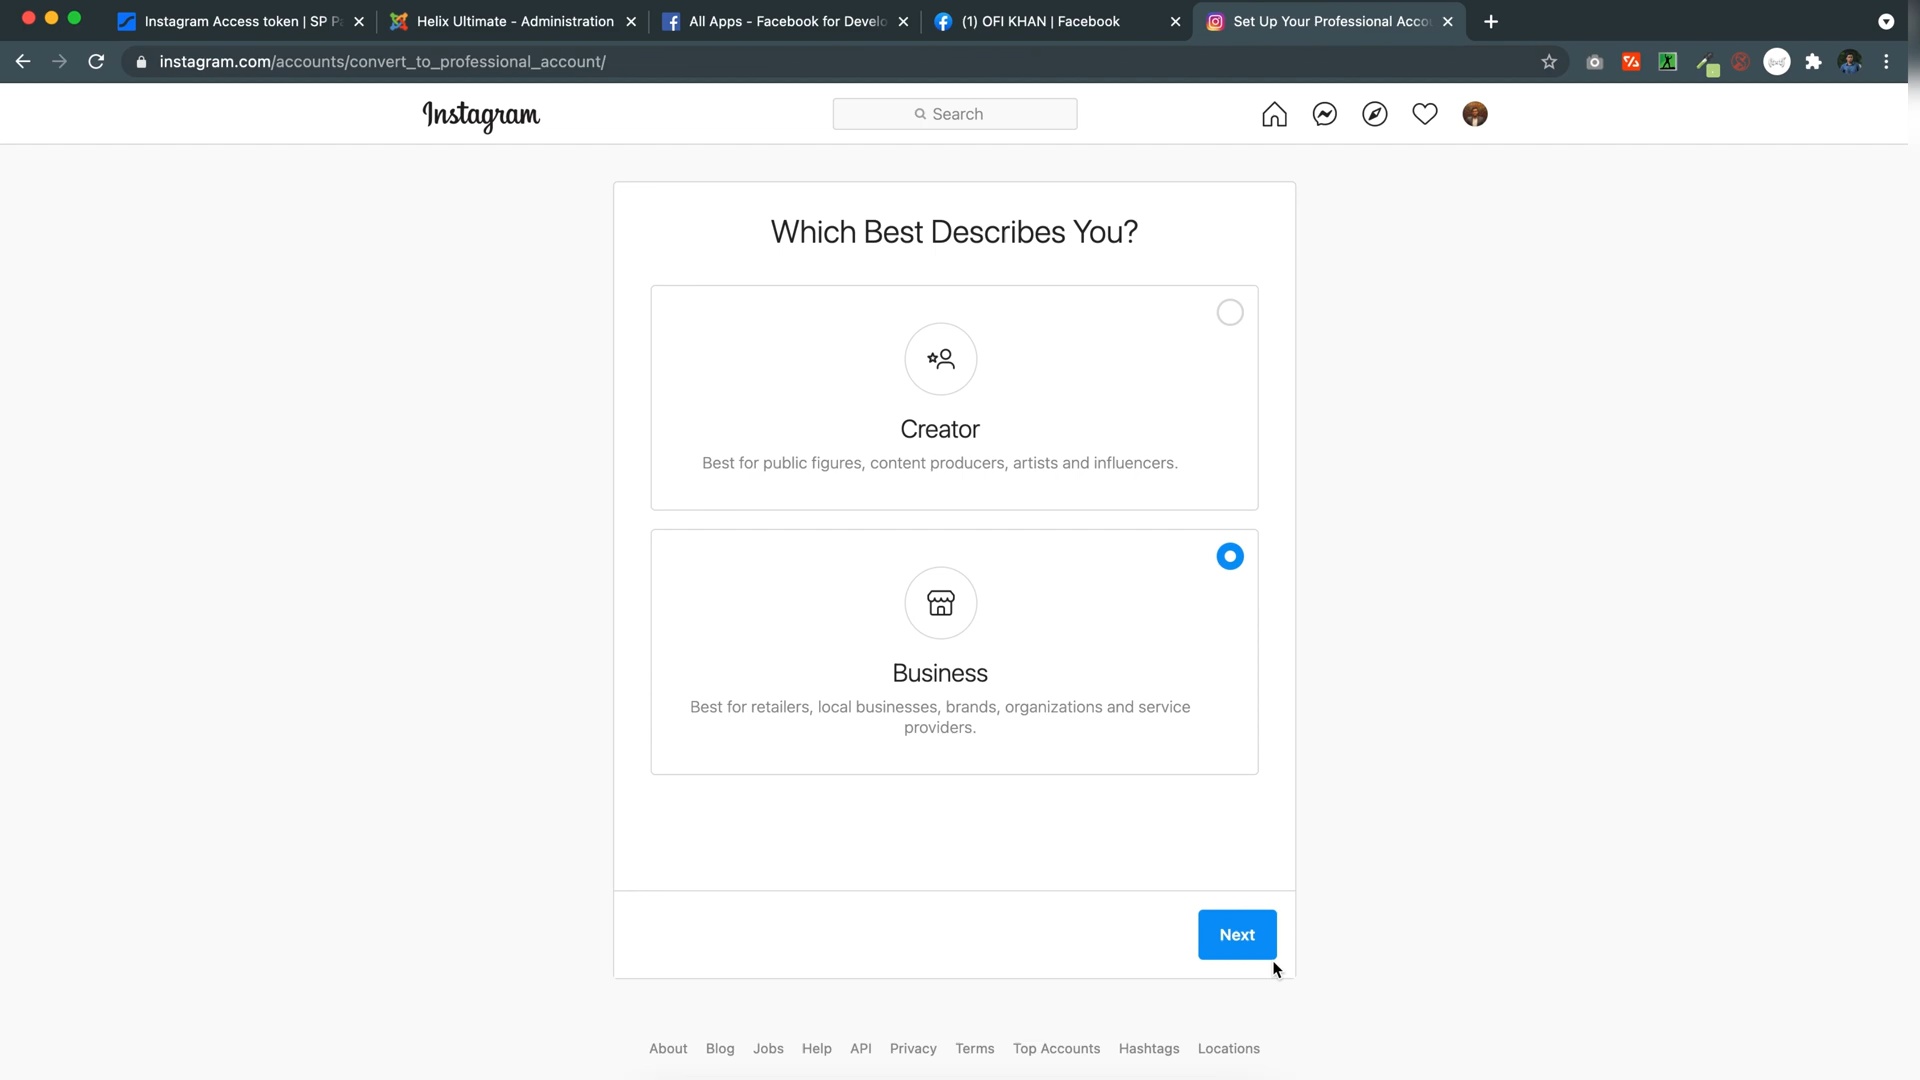 Instagram Access token | SP P
Helix Ultimate - Administration
All Apps - Facebook for Develo
(1) OFI KHAN | Facebook
Set Up Your Professional Acco
instagram.com/accounts/convert_to_professional_account/
Instagram
Search
Which Best Describes You?
Creator
Best for public figures, content producers, artists and influencers.
Business
Best for retailers, local businesses, brands, organizations and service
providers.
Next
About Blog Jobs Help API Privacy Terms Top Accounts Hashtags Locations